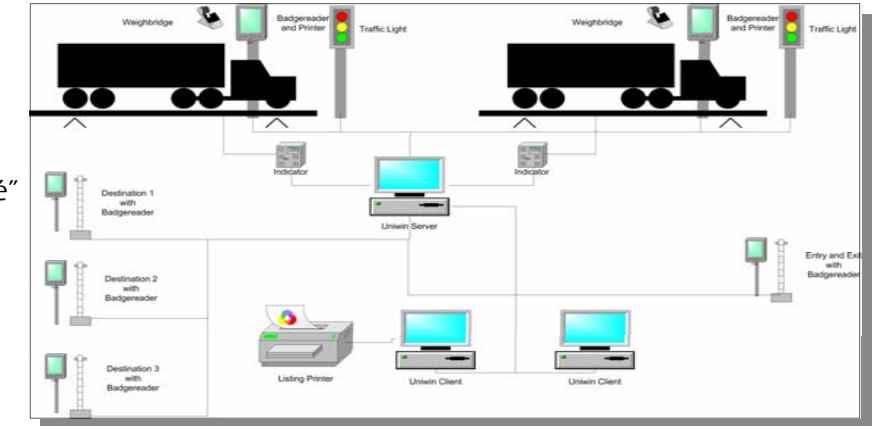 Weighbridge
Badgereader
and Printer
Traffic Light
Weighbridge
Badgereader
and Printer
Traffic Light
Indicator
Indicator
é"
Destination 1
with
Badgereader
Uniwin Server
Entry and Exit
with
Badgereader
Destination 2
with
Badgereader
Destination 3
with
Badgereader
Listing Printer
Uniwin Client
Uniwin Client